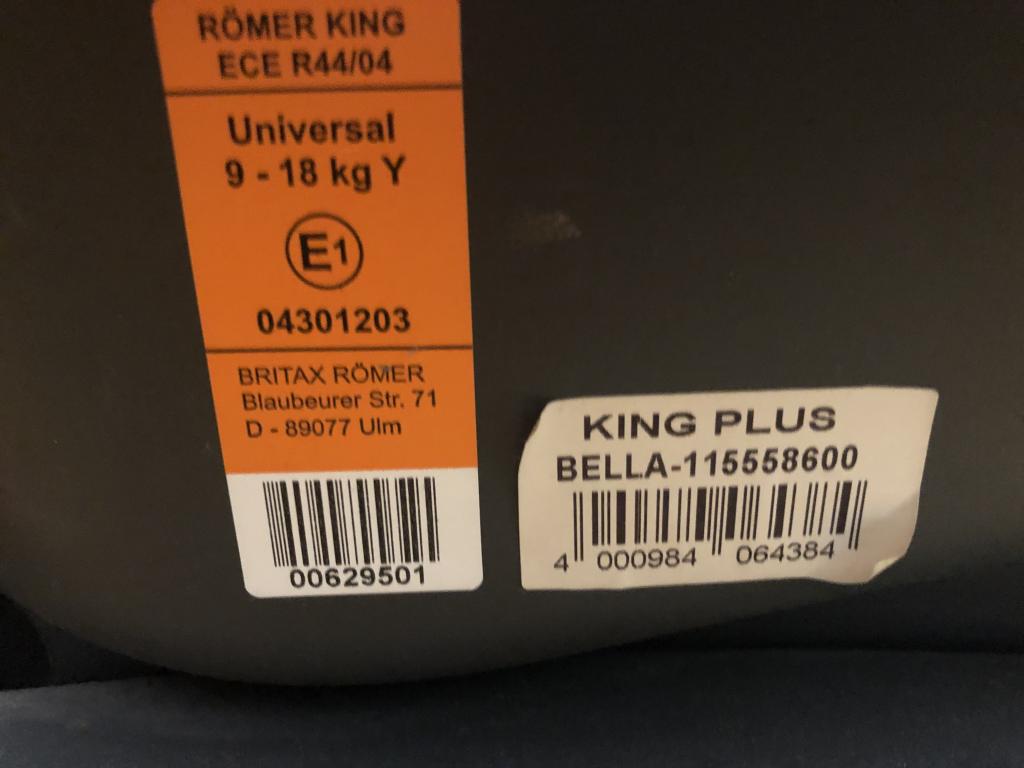 RÖMER KING
ECE R44/04
Universal
9 - 18 kg Y
E1
04301203
BRITAX RÖMER
Blaubeurer Str. 71
D - 89077 Ulm
00629501
KING PLUS
BELLA-115558600
4 000984 064384